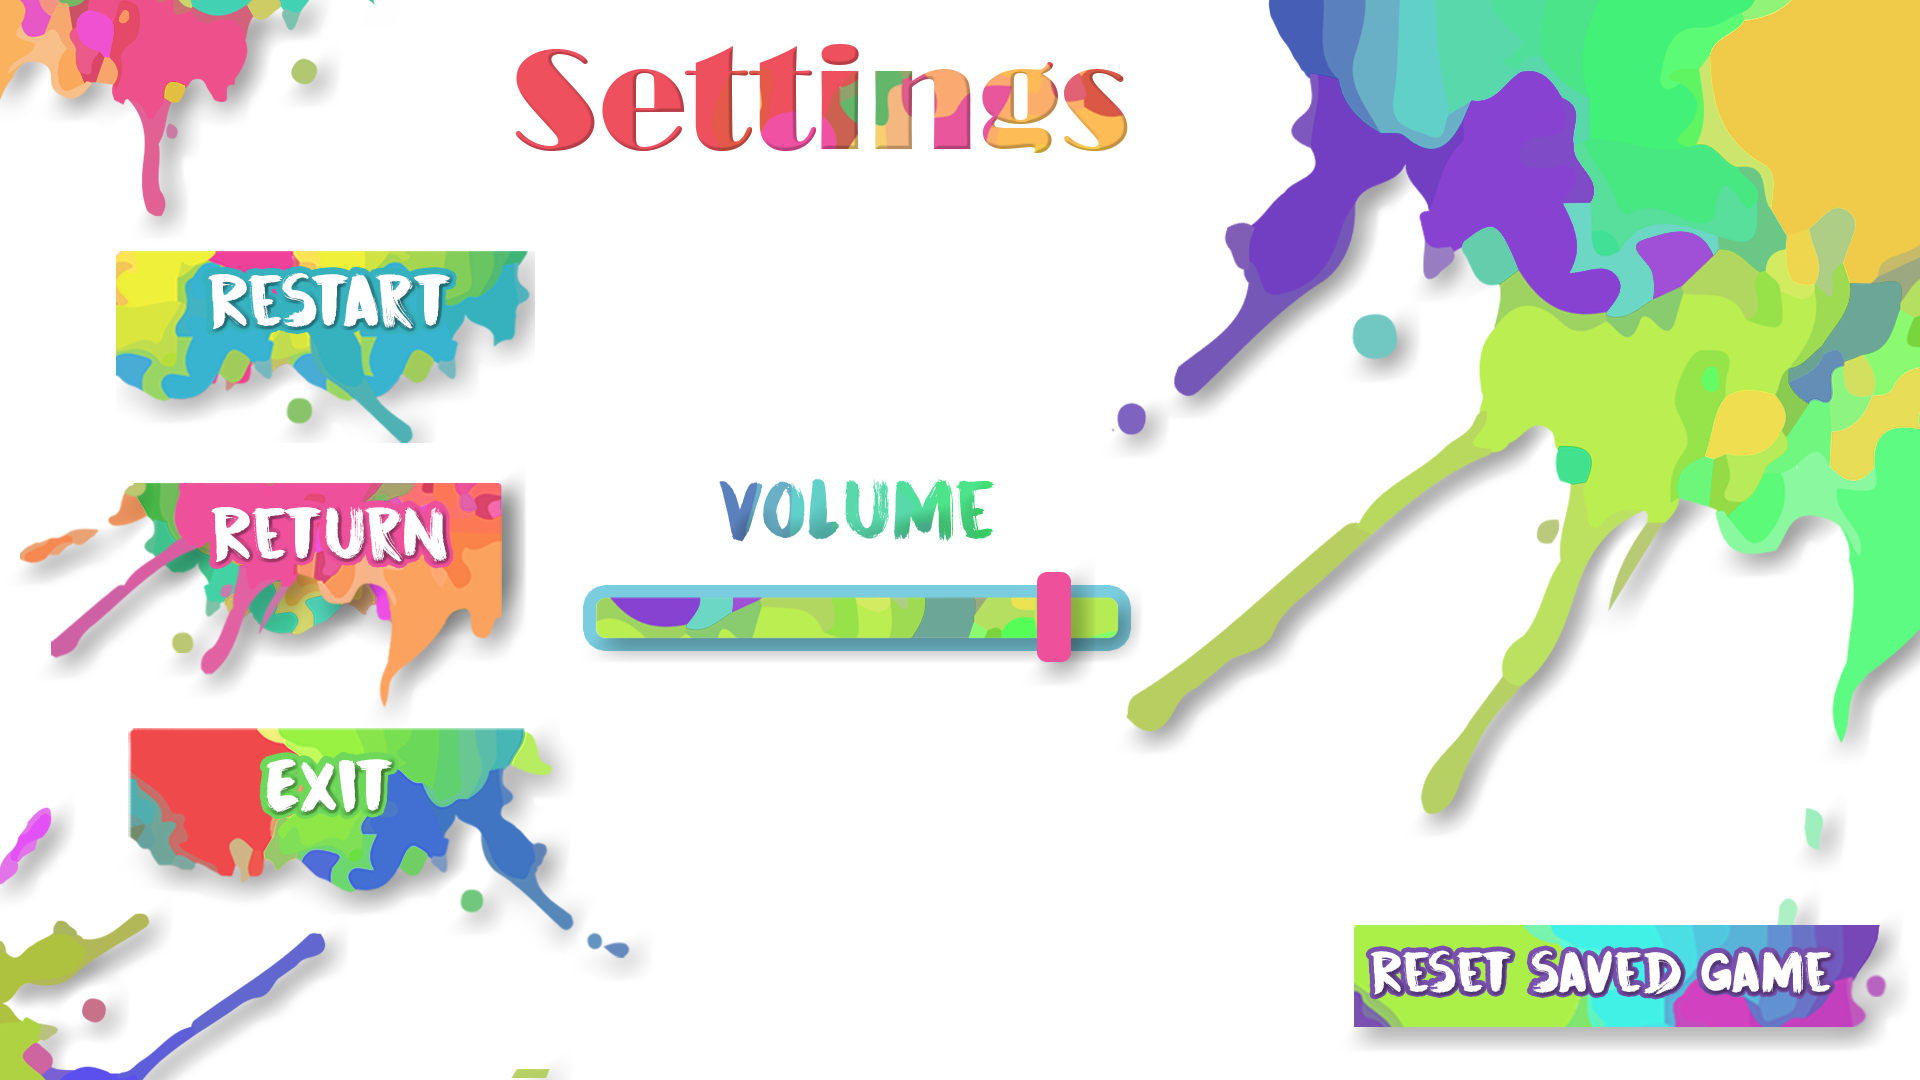 Settings
RESTART
RETURN
VOLUME
EXIT
RESET SAVED GAME